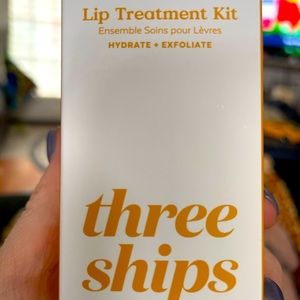 Lip Treatment Kit
Ensemble Soins pour Lèvres
HYDRATE + EXFOLIATE
three
ships